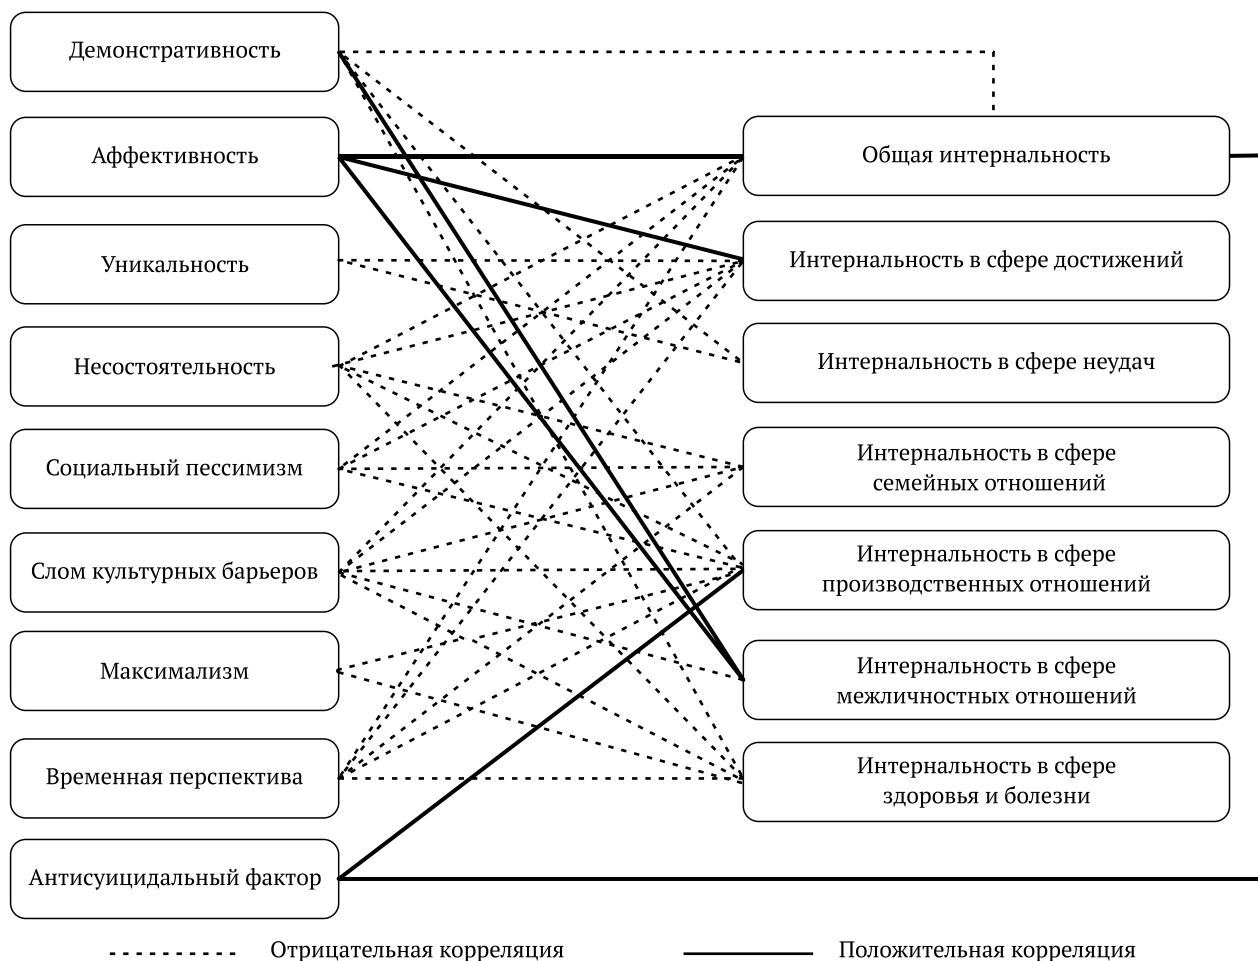 Демонстративность
Аффективность
Уникальность
Несостоятельность
Социальный пессимизм
Слом культурных барьеров
Максимализм
Временная перспектива
Антисуицидальный фактор
Общая интернальность
Интернальность в сфере достижений
Интернальность в сфере неудач
Интернальность в сфере
семейных отношений
Интернальность в сфере
производственных отношений
Интернальность в сфере
межличностных отношений
Интернальность в сфере
здоровья и болезни
Отрицательная корреляция
Положительная корреляция